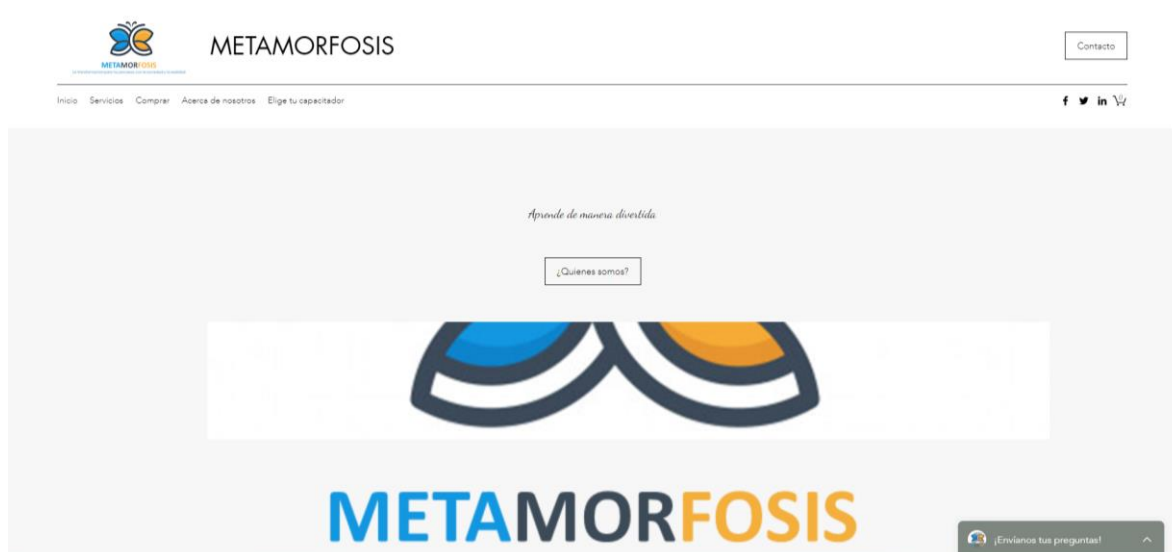 METAMORFOSIS
METAMORFOSIS
Contacto
Inicio Servicios Comprar Acerca de nosotros Elige tu capacitador
0
Aprende de manera divertida
¿Quienes somos?
METAMORFOSIS
¡Envíanos tus preguntas!